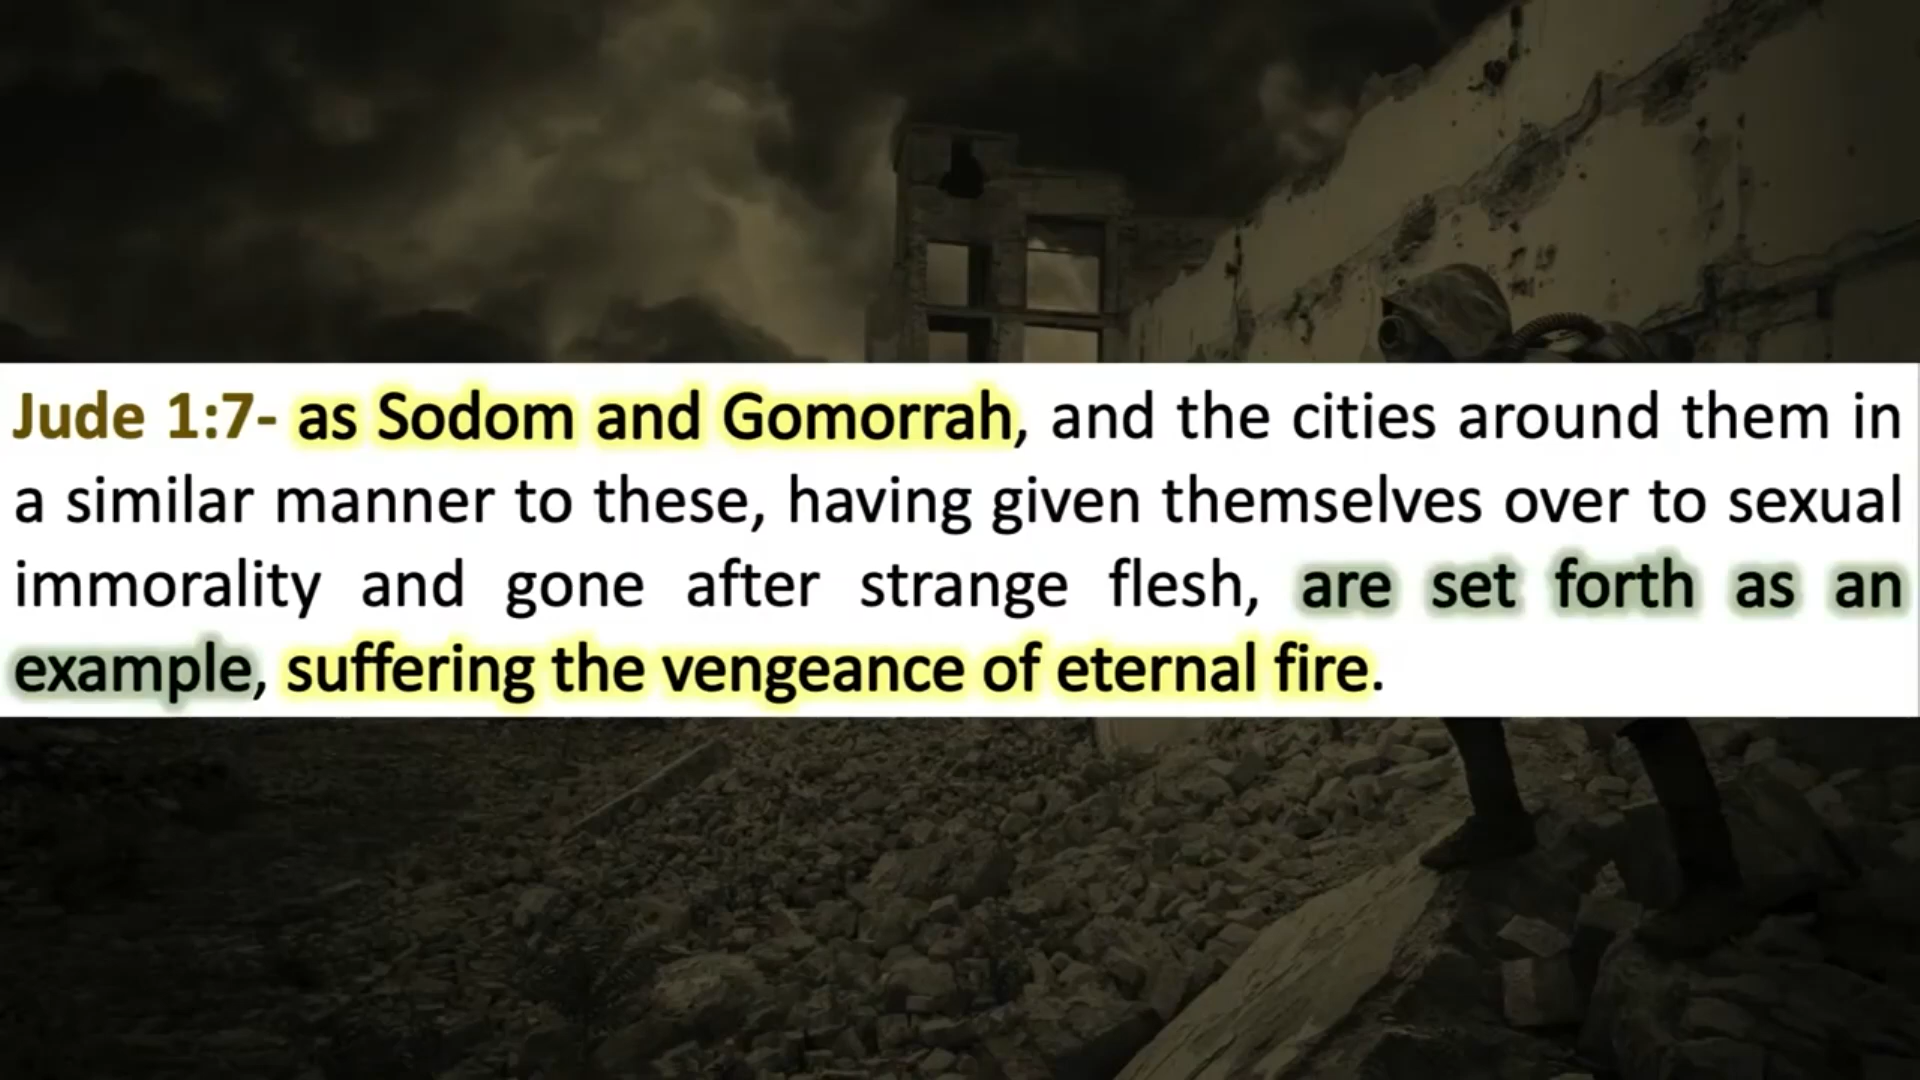 Jude 1:7- as Sodom and Gomorrah, and the cities around them in
a similar manner to these, having given themselves over to sexual
immorality and gone after strange flesh, are set forth as an
example, suffering the vengeance of eternal fire.